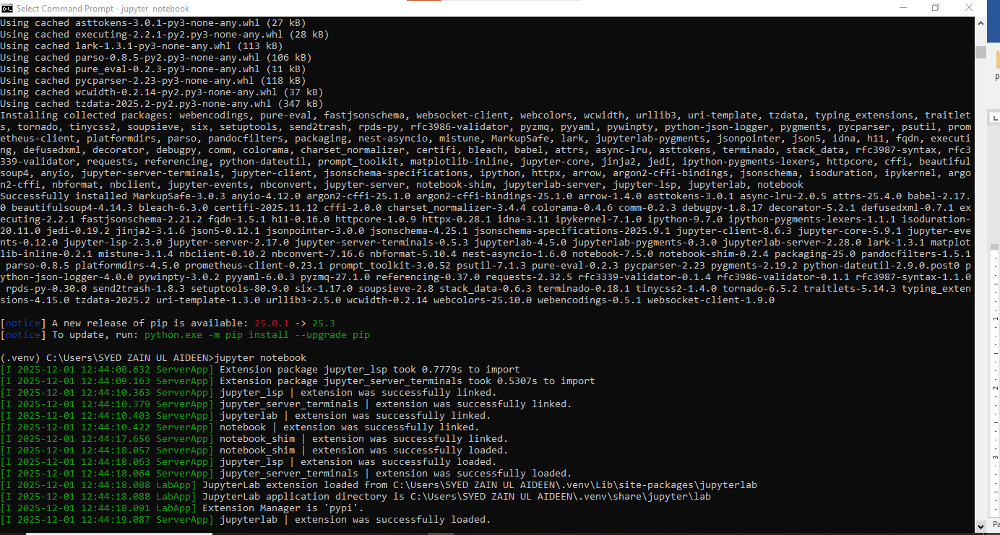 Select Command Prompt - jupyter notebook
Using cached asttokens-3.0.1-py3-none-any.whl (27 kB)
Using cached executing-2.2.1-py2.py3-none-any.whl (28 kB)
Using cached lark-1.3.1-py3-none-any.whl (113 kB)
Using cached parso-0.8.5-py2.py3-none-any.whl (106 kB)
Using cached pure_eval-0.2.3-py3-none-any.whl (11 kB)
Using cached pycparser-2.23-py3-none-any.whl (118 kB)
Using cached wcwidth-0.2.14-py2.py3-none-any.whl (37 kB)
Using cached tzdata-2025.2-py2.py3-none-any.whl (347 kB)
Installing collected packages: webencodings, pure-eval, fastjsonschema, websocket-client, webcolors, wcwidth, urllib3, uri-template, tzdata, typing_extensions, traitlet
s, tornado, tinycss2, soupsieve, six, setuptools, send2trash, rpds-py, rfc3986-validator, pyzmq, pyyaml, pywinpty, python-json-logger, pygments, pycparser, psutil, prom
etheus-client, platformdirs, parso, pandocfilters, packaging, nest-asyncio, mistune, MarkupSafe, lark, jupyterlab-pygments, jsonpointer, json5, idna, h11, fqdn, executi
ng, defusedxml, decorator, debugpy, comm, colorama, charset_normalizer, certifi, bleach, babel, attrs, async-lru, asttokens, terminado, stack_data, rfc3987-syntax, rfc3
339-validator, requests, referencing, python-dateutil, prompt_toolkit, matplotlib-inline, jupyter-core, jinja2, jedi, ipython-pygments-lexers, httpcore, cffi, beautiful
soup4, anyio, jupyter-server-terminals, jupyter-client, jsonschema-specifications, ipython, httpx, arrow, argon2-cffi-bindings, jsonschema, isoduration, ipykernel, argo
n2-cffi, nbformat, nbclient, jupyter-events, nbconvert, jupyter-server, notebook-shim, jupyterlab-server, jupyter-lsp, jupyterlab, notebook
Successfully installed MarkupSafe-3.0.3 anyio-4.12.0 argon2-cffi-25.1.0 argon2-cffi-bindings-25.1.0 arrow-1.4.0 asttokens-3.0.1 async-lru-2.0.5 attrs-25.4.0 babel-2.17.
0 beautifulsoup4-4.14.3 bleach-6.3.0 certifi-2025.11.12 cffi-2.0.0 charset_normalizer-3.4.4 colorama-0.4.6 comm-0.2.3 debugpy-1.8.17 decorator-5.2.1 defusedxml-0.7.1 ex
ecuting-2.2.1 fastjsonschema-2.21.2 fqdn-1.5.1 h11-0.16.0 httpcore-1.0.9 httpx-0.28.1 idna-3.11 ipykernel-7.1.0 ipython-9.7.0 ipython-pygments-lexers-1.1.1 isoduration-
20.11.0 jedi-0.19.2 jinja2-3.1.6 json5-0.12.1 jsonpointer-3.0.0 jsonschema-4.25.1 jsonschema-specifications-2025.9.1 jupyter-client-8.6.3 jupyter-core-5.9.1 jupyter-eve
nts-0.12.0 jupyter-lsp-2.3.0 jupyter-server-2.17.0 jupyter-server-terminals-0.5.3 jupyterlab-4.5.0 jupyterlab-pygments-0.3.0 jupyterlab-server-2.28.0 lark-1.3.1 matplot
lib-inline-0.2.1 mistune-3.1.4 nbclient-0.10.2 nbconvert-7.16.6 nbformat-5.10.4 nest-asyncio-1.6.0 notebook-7.5.0 notebook-shim-0.2.4 packaging-25.0 pandocfilters-1.5.1
parso-0.8.5 platformdirs-4.5.0 prometheus-client-0.23.1 prompt_toolkit-3.0.52 psutil-7.1.3 pure-eval-0.2.3 pycparser-2.23 pygments-2.19.2 python-dateutil-2.9.0.post0 p
ython-json-logger-4.0.0 pywinpty-3.0.2 pyyaml-6.0.3 pyzmq-27.1.0 referencing-0.37.0 requests-2.32.5 rfc3339-validator-0.1.4 rfc3986-validator-0.1.1 rfc3987-syntax-1.1.0
rpds-py-0.30.0 send2trash-1.8.3 setuptools-80.9.0 six-1.17.0 soupsieve-2.8 stack_data-0.6.3 terminado-0.18.1 tinycss2-1.4.0 tornado-6.5.2 traitlets-5.14.3 typing_exten
sions-4.15.0 tzdata-2025.2 uri-template-1.3.0 urllib3-2.5.0 wcwidth-0.2.14 webcolors-25.10.0 webencodings-0.5.1 websocket-client-1.9.0
[notice] A new release of pip is available: 25.0.1 -> 25.3
[notice] To update, run: python.exe -m pip install --upgrade pip
(.venv) C:\Users\SYED ZAIN UL AIDEEN>jupyter notebook
[I 2025-12-01 12:44:08.632 ServerApp] Extension package jupyter_lsp took 0.7779s to import
[I 2025-12-01 12:44:09.163 ServerApp] Extension package jupyter_server_terminals took 0.5307s to import
[I 2025-12-01 12:44:10.363 ServerApp] jupyter_lsp | extension was successfully linked.
[I 2025-12-01 12:44:10.379 ServerApp] jupyter_server_terminals | extension was successfully linked.
[I 2025-12-01 12:44:10.403 ServerApp] jupyterlab | extension was successfully linked.
[I 2025-12-01 12:44:10.422 ServerApp] notebook | extension was successfully linked.
[I 2025-12-01 12:44:17.656 ServerApp] notebook_shim | extension was successfully linked.
[I 2025-12-01 12:44:18.057 ServerApp] notebook_shim | extension was successfully loaded.
[I 2025-12-01 12:44:18.063 ServerApp] jupyter_lsp | extension was successfully loaded.
[I 2025-12-01 12:44:18.064 ServerApp] jupyter_server_terminals | extension was successfully loaded.
[I 2025-12-01 12:44:18.088 LabApp] JupyterLab extension loaded from C:\Users\SYED ZAIN UL AIDEEN\.venv\Lib\site-packages\jupyterlab
[I 2025-12-01 12:44:18.088 LabApp] JupyterLab application directory is C:\Users\SYED ZAIN UL AIDEEN\.venv\share\jupyter\lab
[I 2025-12-01 12:44:18.091 LabApp] Extension Manager is 'pypi'.
[I 2025-12-01 12:44:19.087 ServerApp] jupyterlab | extension was successfully loaded.